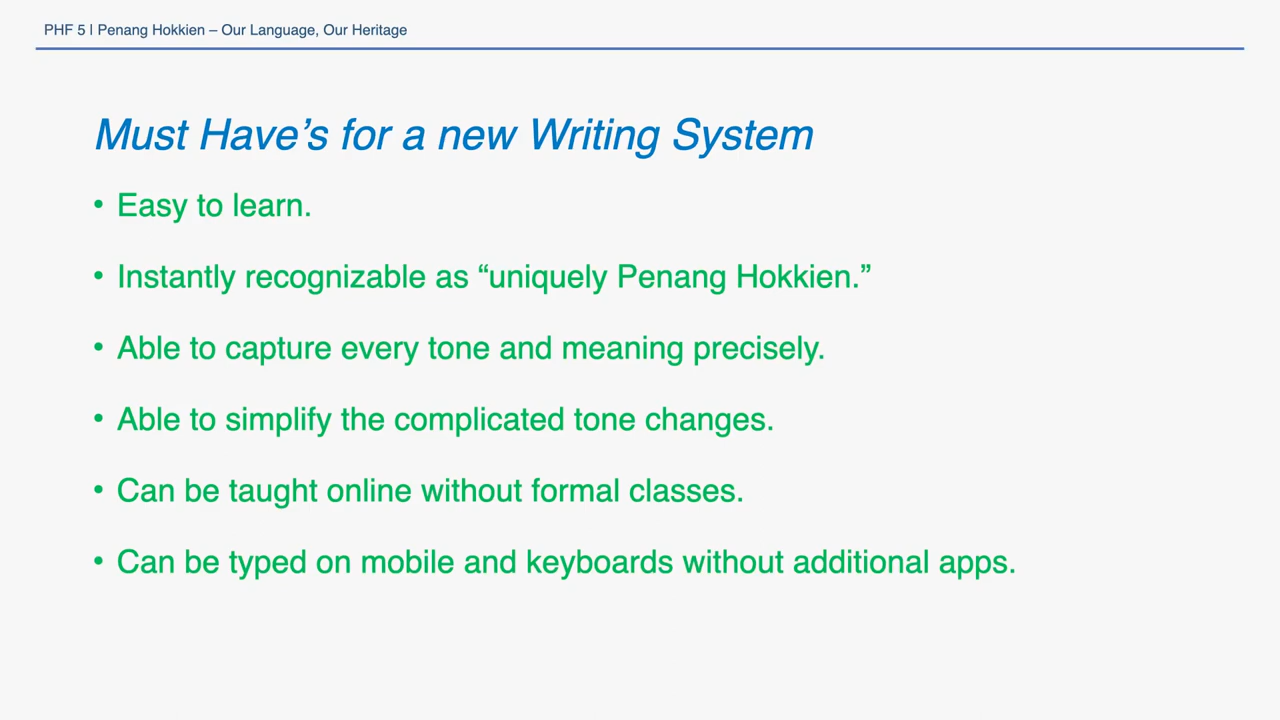 PHF 5 | Penang Hokkien – Our Language, Our Heritage
Must Have’s for a new Writing System
• Easy to learn.
• Instantly recognizable as “uniquely Penang Hokkien.”
• Able to capture every tone and meaning precisely.
• Able to simplify the complicated tone changes.
• Can be taught online without formal classes.
• Can be typed on mobile and keyboards without additional apps.